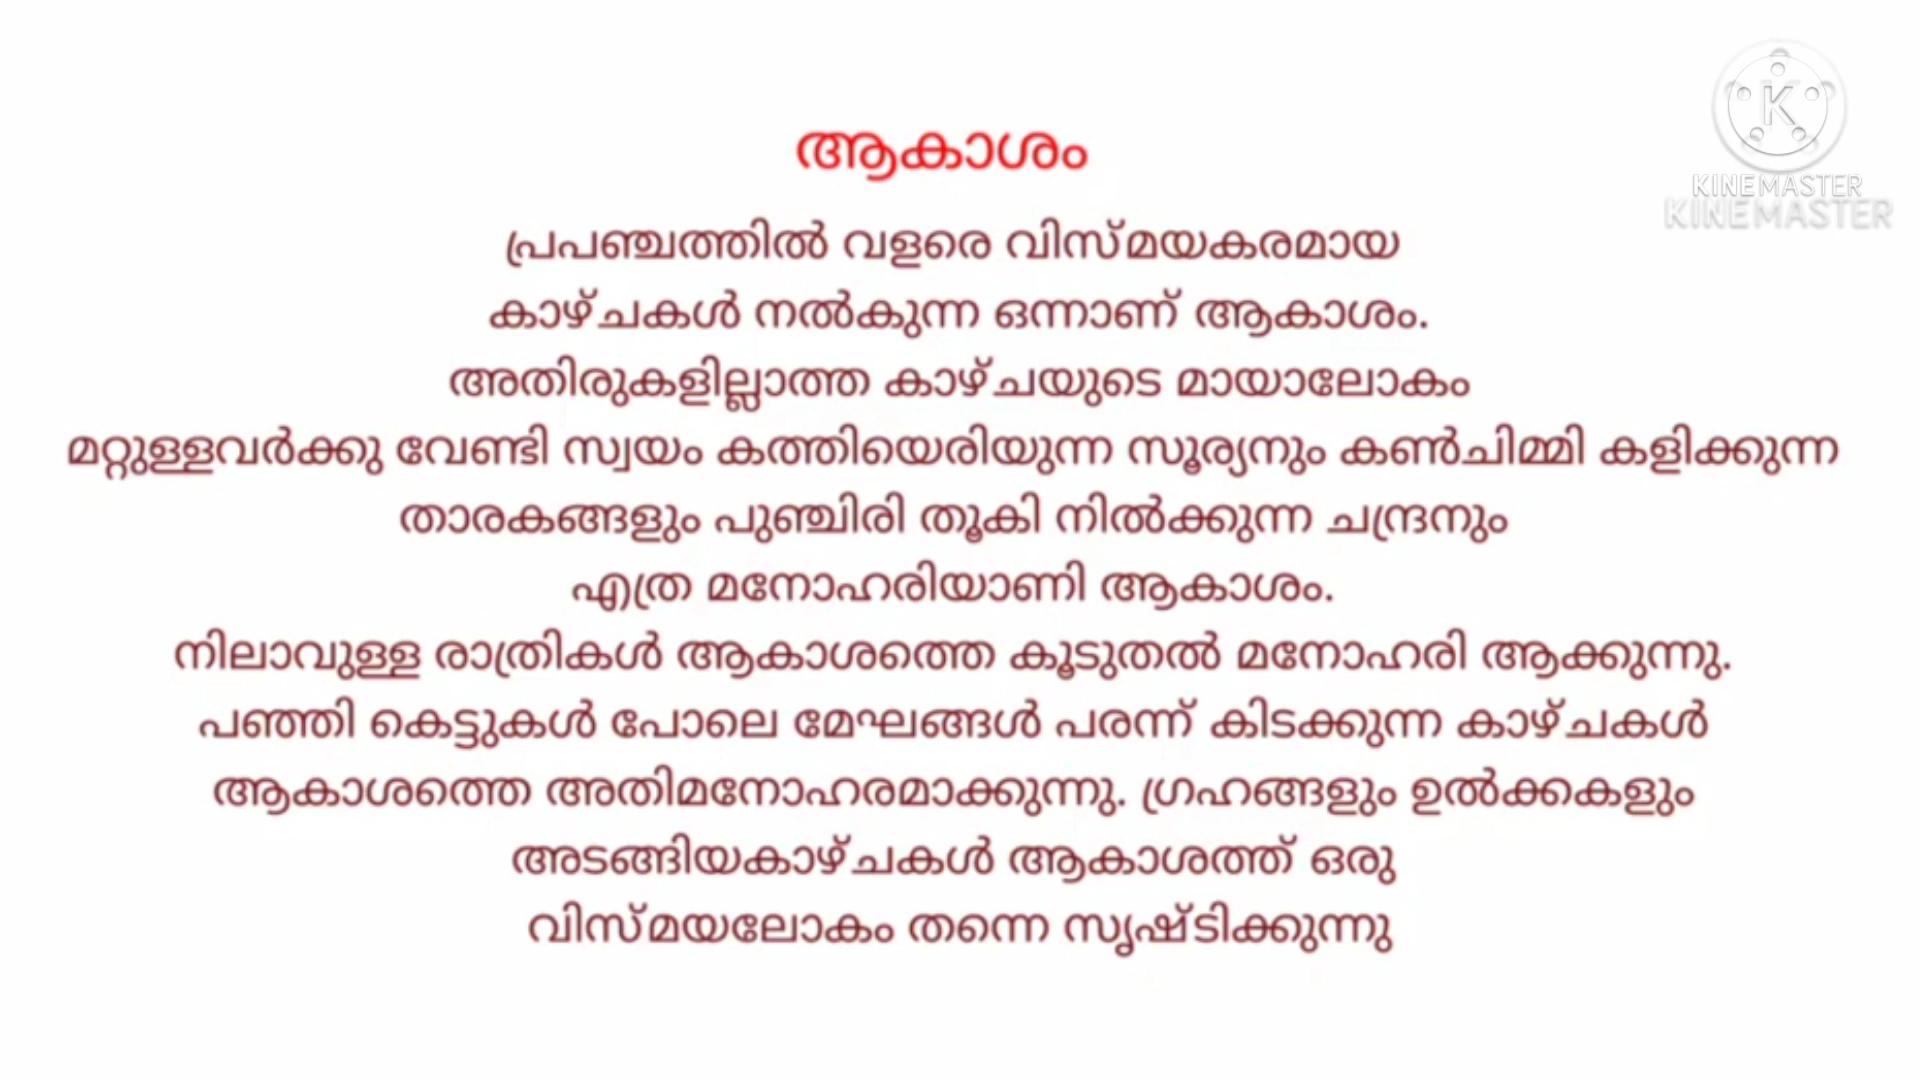 ആകാശം
പ്രപഞ്ചത്തിൽ വളരെ വിസ്മയകരമായ
കാഴ്ചകൾ നൽകുന്ന ഒന്നാണ് ആകാശം.
അതിരുകളില്ലാത്ത കാഴ്ചയുടെ മായാലോകം
മറ്റുള്ളവർക്കു വേണ്ടി സ്വയം കത്തിയെരിയുന്ന സൂര്യനും കൺചിമ്മി കളിക്കുന്ന
താരകങ്ങളും പുഞ്ചിരി തൂകി നിൽക്കുന്ന ചന്ദ്രനും
എത്ര മനോഹരിയാണി ആകാശം.
നിലാവുള്ള രാത്രികൾ ആകാശത്തെ കൂടുതൽ മനോഹരി ആക്കുന്നു.
പഞ്ഞി കെട്ടുകൾ പോലെ മേഘങ്ങൾ പരന്ന് കിടക്കുന്ന കാഴ്ചകൾ
ആകാശത്തെ അതിമനോഹരമാക്കുന്നു. ഗ്രഹങ്ങളും ഉൽക്കകളും
അടങ്ങിയകാഴ്ചകൾ ആകാശത്ത് ഒരു
വിസ്മയലോകം തന്നെ സൃഷ്ടിക്കുന്നു
K
KINEMASTER
KINEMASTER